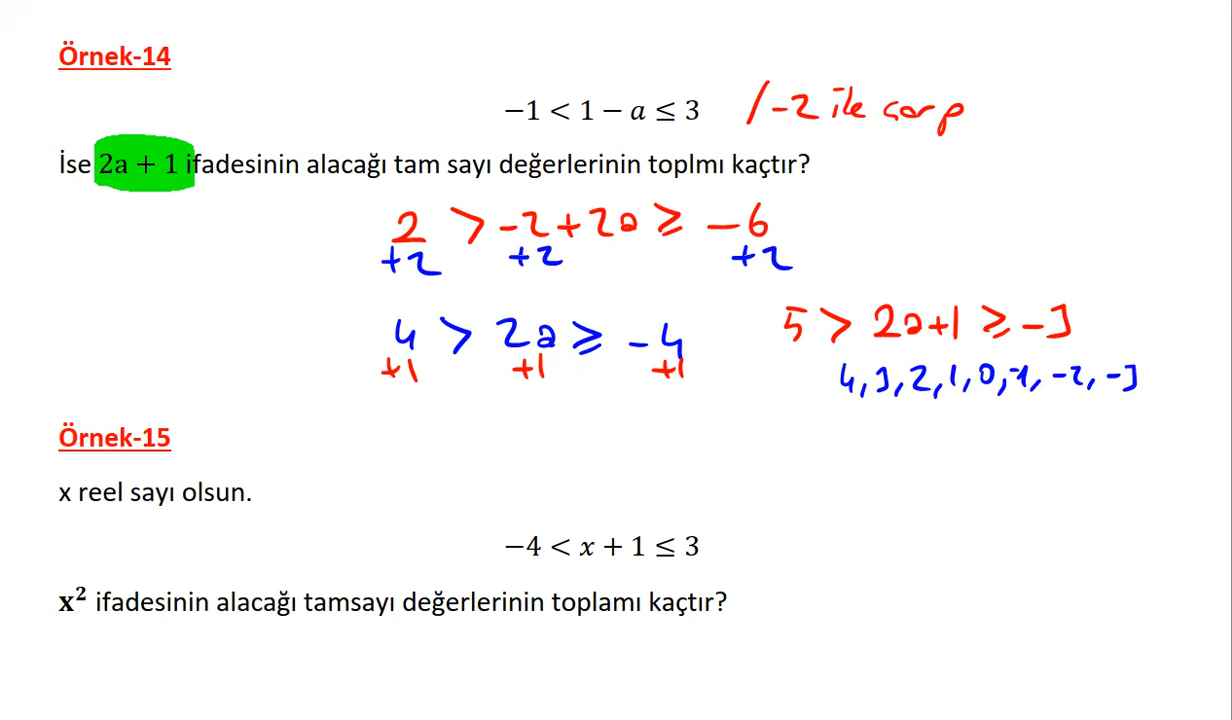 Örnek-14
−1 < 1 − a ≤ 3 /-2 ile çarp
İse 2a + 1 ifadesinin alacağı tam sayı değerlerinin toplmı kaçtır?
2 > -2+2a ≥ -6
+2 +2 +2
4 > 2a ≥ -4
+1 +1 +1
5 > 2a+1 ≥ -3
4, 3, 2, 1, 0, -1, -2, -3
Örnek-15
x reel sayı olsun.
−4 < x + 1 ≤ 3
x² ifadesinin alacağı tamsayı değerlerinin toplamı kaçtır?